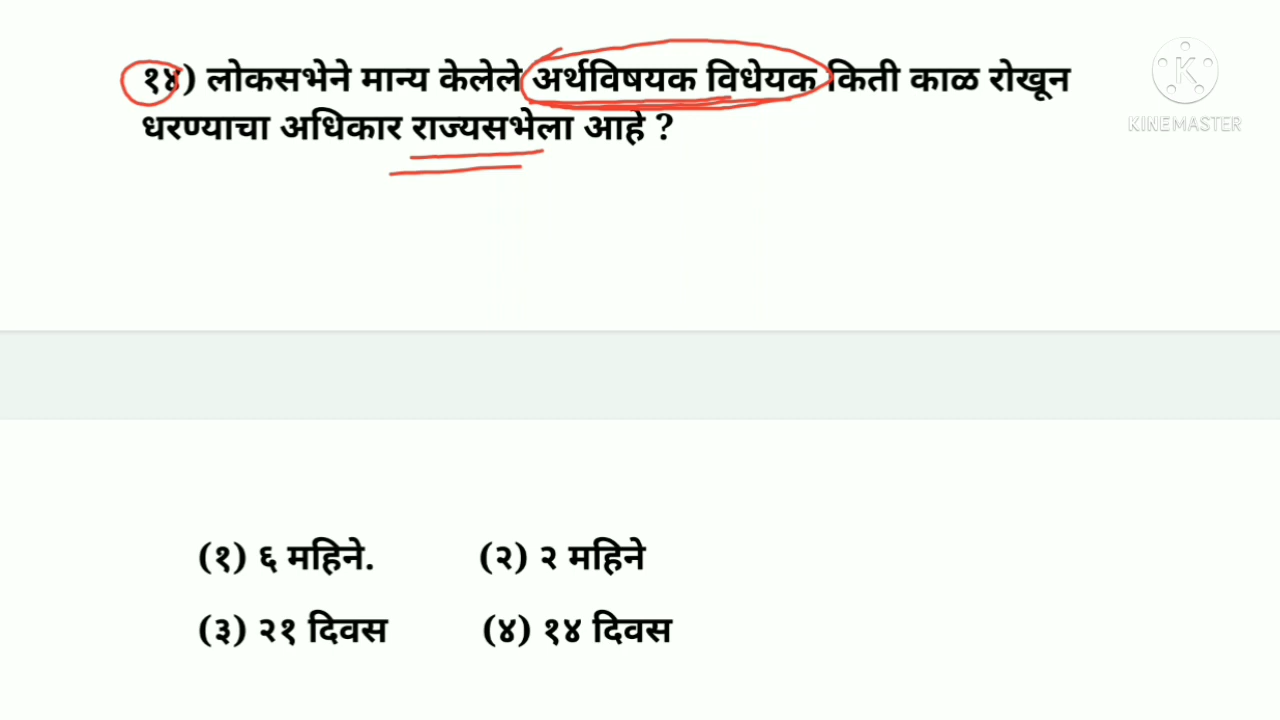 १४) लोकसभेने मान्य केलेले अर्थविषयक विधेयक किती काळ रोखून
धरण्याचा अधिकार राज्यसभेला आहे ?
K
KINEMASTER
(१) ६ महिने. (२) २ महिने
(३) २१ दिवस (४) १४ दिवस